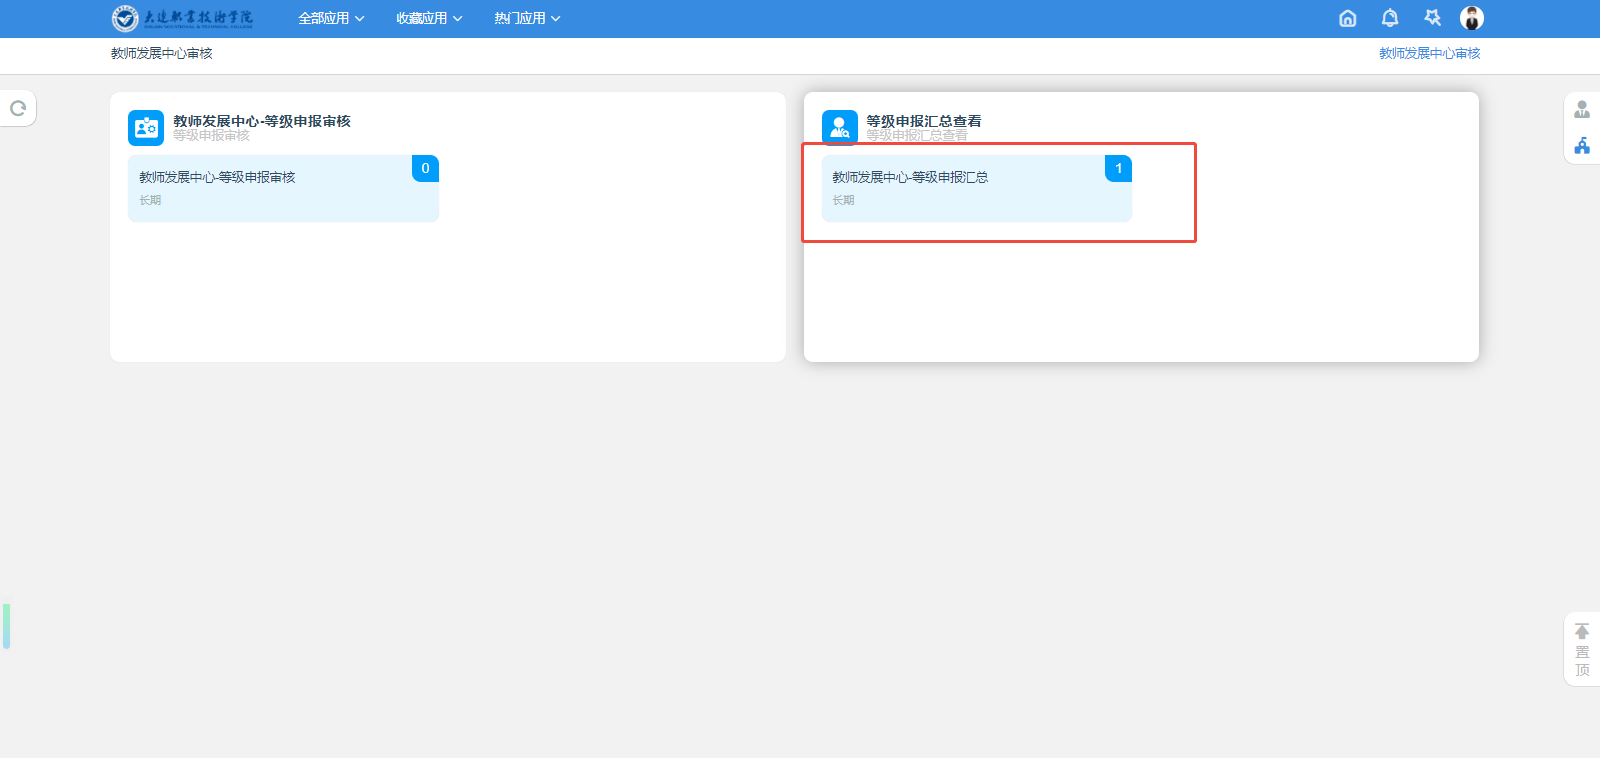 大连职业技术学院
全部应用
收藏应用
热门应用
教师发展中心审核
教师发展中心审核
教师发展中心-等级申报审核
等级申报审核
教师发展中心-等级申报审核
0
长期
等级申报汇总查看
等级申报汇总查看
教师发展中心-等级申报汇总
1
长期
置
顶